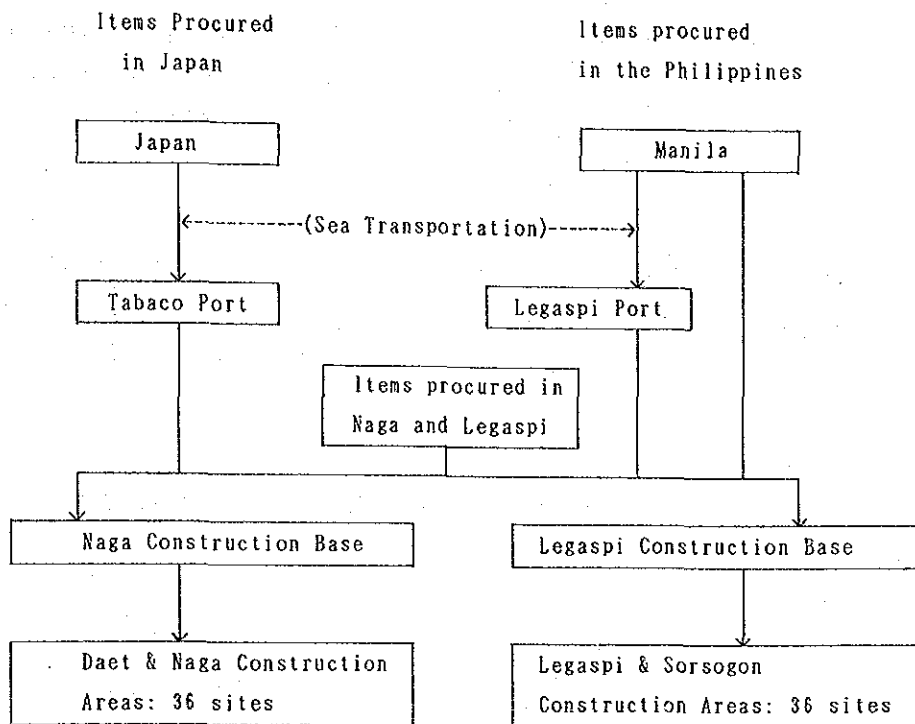 Items Procured
in Japan
Items procured
in the Philippines
Japan
Manila
(Sea Transportation)
Tabaco Port
Legaspi Port
Items procured in
Naga and Legaspi
Naga Construction Base
Legaspi Construction Base
Daet & Naga Construction
Areas: 36 sites
Legaspi & Sorsogon
Construction Areas: 36 sites